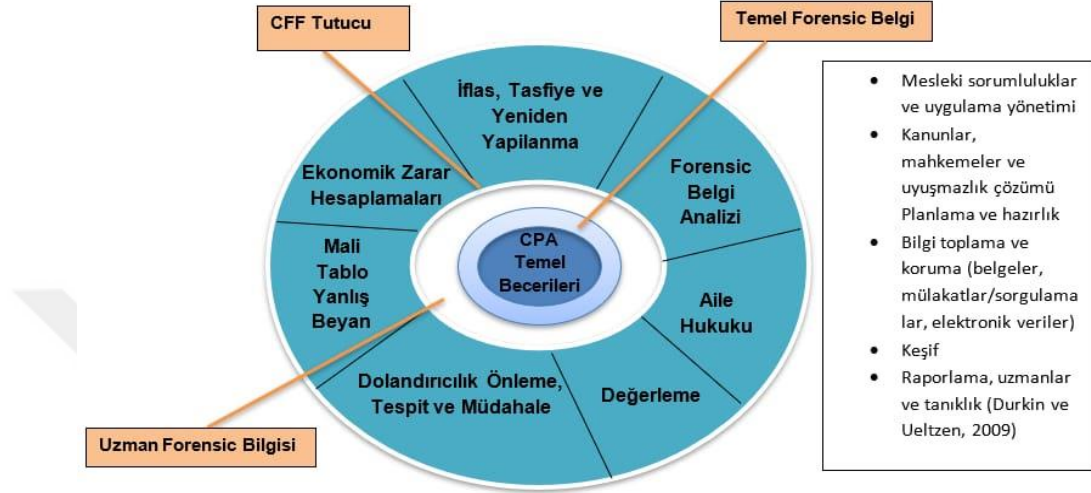 CFF Tutucu
Temel Forensic Belgi
İflas, Tasfiye ve
Yeniden
Yapilanma
Ekonomik Zarar
Hesaplamaları
Forensic
Belgi
Analizi
Mali
Tablo
Yanlış
Beyan
CPA
Temel
Becerileri
Aile
Hukuku
Dolandırıcılık Önleme,
Tespit ve Müdahale
Değerleme
Uzman Forensic Bilgisi
• Mesleki sorumluluklar
ve uygulama yönetimi
• Kanunlar,
mahkemeler ve
uyuşmazlık çözümü
Planlama ve hazırlık
• Bilgi toplama ve
koruma (belgeler,
mülakatlar/sorgulama
lar, elektronik veriler)
• Keşif
• Raporlama, uzmanlar
ve tanıklık (Durkin ve
Ueltzen, 2009)